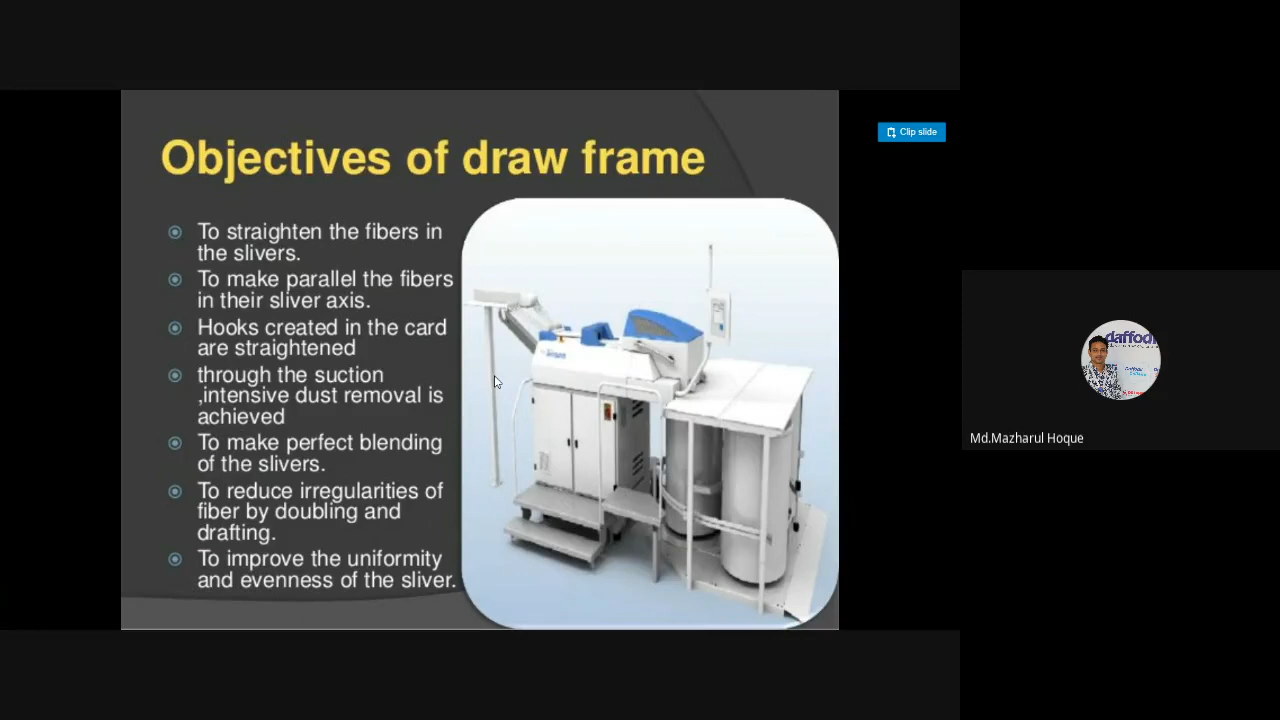 Objectives of draw frame
To straighten the fibers in
the slivers.
To make parallel the fibers
in their sliver axis.
Hooks created in the card
are straightened
through the suction
,intensive dust removal is
achieved
To make perfect blending
of the slivers.
To reduce irregularities of
fiber by doubling and
drafting.
To improve the uniformity
and evenness of the sliver.
Clip slide
daffodil
Md.Mazharul Hoque